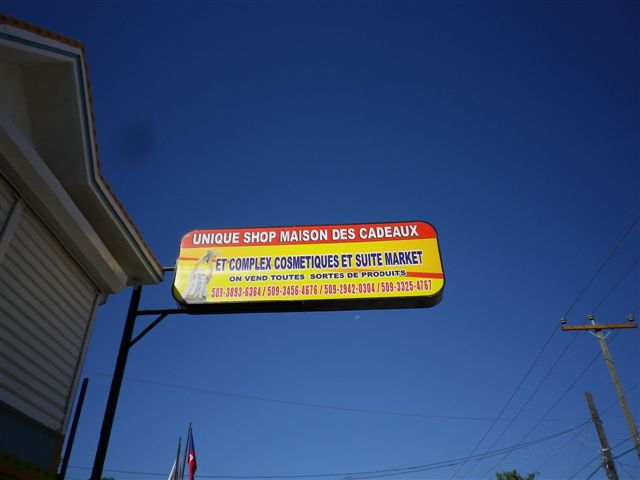 UNIQUE SHOP MAISON DES CADEAUX
ET COMPLEX COSMETIQUES ET SUITE MARKET
ON VEND TOUTES SORTES DE PRODUITS
509-3893-6364 / 509-3456-4676 / 509-2942-0304 / 509-3325-4767